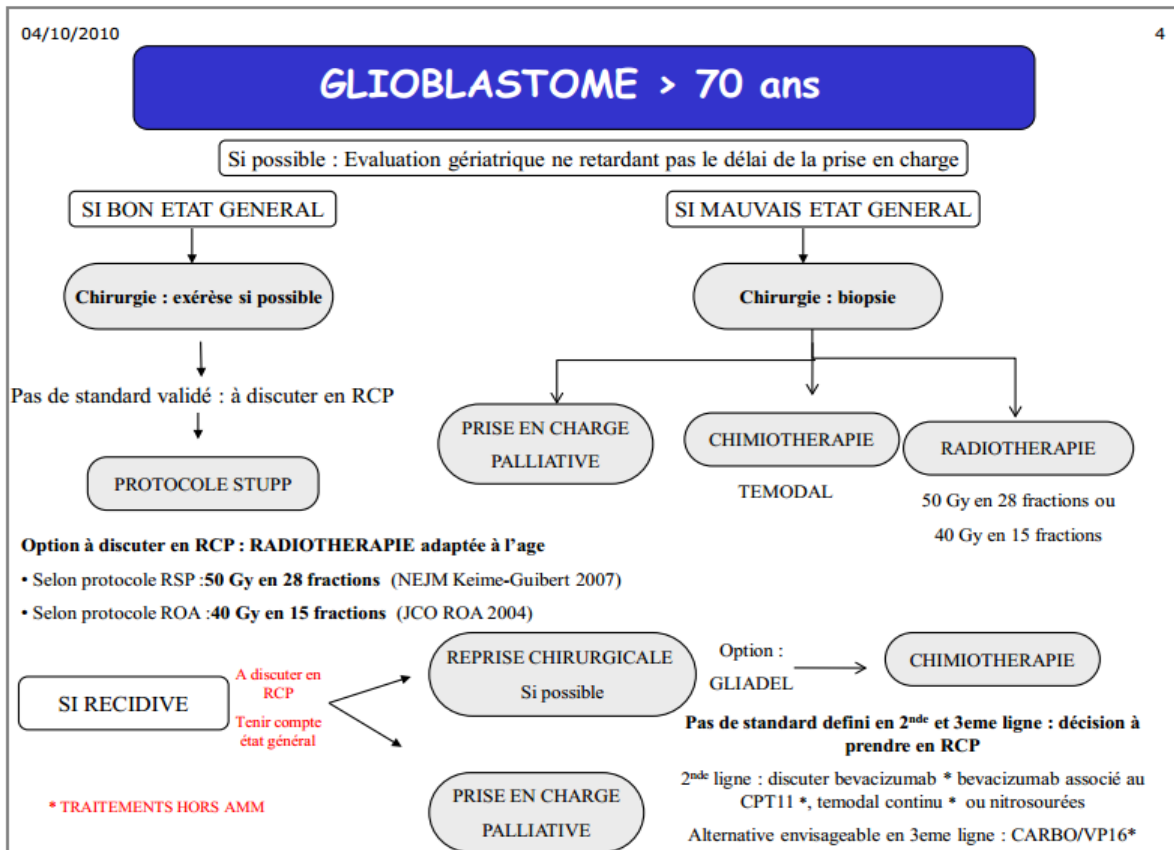 04/10/2010
4
GLIOBLASTOME > 70 ans
Si possible : Evaluation gériatrique ne retardant pas le délai de la prise en charge
SI BON ETAT GENERAL
SI MAUVAIS ETAT GENERAL
Chirurgie : exérèse si possible
Chirurgie : biopsie
Pas de standard validé : à discuter en RCP
PROTOCOLE STUPP
PRISE EN CHARGE
PALLIATIVE
CHIMIOTHERAPIE
TEMODAL
RADIOTHERAPIE
50 Gy en 28 fractions ou
40 Gy en 15 fractions
Option à discuter en RCP : RADIOTHERAPIE adaptée à l’age
• Selon protocole RSP :50 Gy en 28 fractions (NEJM Keime-Guibert 2007)
• Selon protocole ROA :40 Gy en 15 fractions (JCO ROA 2004)
SI RECIDIVE
A discuter en
RCP
Tenir compte
état général
REPRISE CHIRURGICALE
Si possible
Option :
GLIADEL
CHIMIOTHERAPIE
Pas de standard defini en 2nde et 3eme ligne : décision à
prendre en RCP
2nde ligne : discuter bevacizumab * bevacizumab associé au
CPT11 *, temodal continu * ou nitrosourées
Alternative envisageable en 3eme ligne : CARBO/VP16*
PRISE EN CHARGE
PALLIATIVE
* TRAITEMENTS HORS AMM